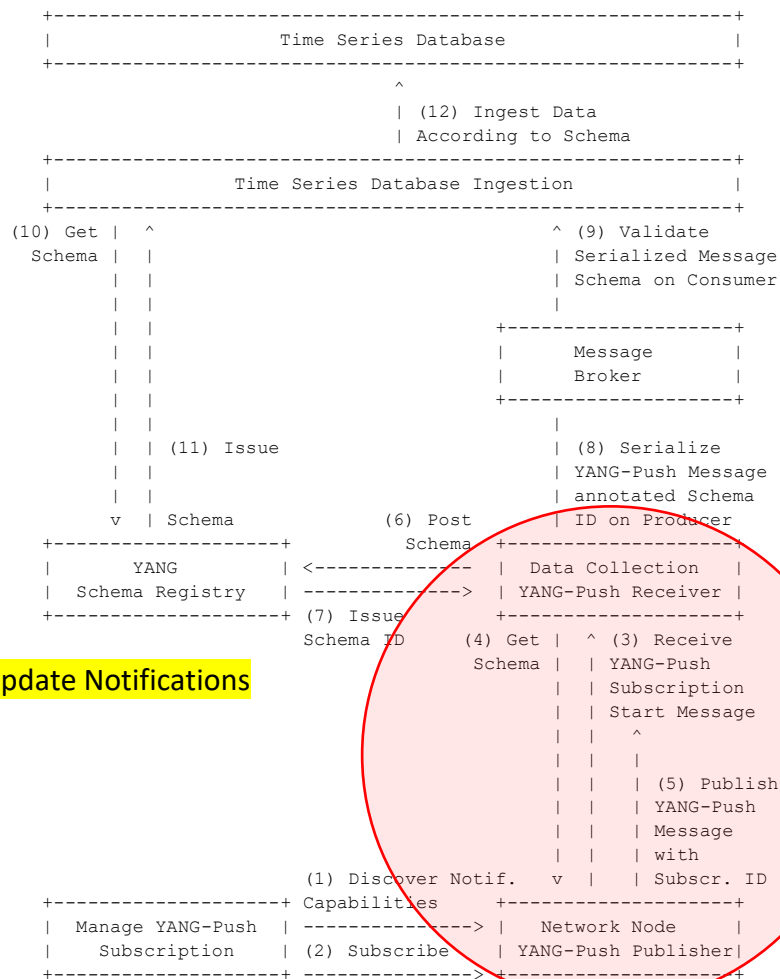 +-------------------------------------------------------------+
|                    Time Series Database                     |
+-------------------------------------------------------------+
^
| (12) Ingest Data
| According to Schema
+-------------------------------------------------------------+
|                Time Series Database Ingestion               |
+-------------------------------------------------------------+
(10) Get |  ^                                    ^ (9) Validate
Schema |  |                                    | Serialized Message
|  |                                    | Schema on Consumer
|  |                                    |
|  |                               +--------------------+
|  |                               |      Message       |
|  |                               |      Broker        |
|  |                               +--------------------+
|  |                                    |
|  | (11) Issue                         | (8) Serialize
|  |                                    | YANG-Push Message
|  |                                    | annotated Schema
v  | Schema             (6) Post       | ID on Producer
+--------------------+          Schema  +--------------------+
|       YANG         | <--------------  |  Data Collection   |
|  Schema Registry   | -------------->  | YANG-Push Receiver |
+--------------------+ (7) Issue        +--------------------+
Schema ID     (4) Get |  ^ (3) Receive
Schema |  | YANG-Push
|  | Subscription
|  | Start Message
pdate Notifications
|  |   ^
|  |   |
|  |   | (5) Publish
|  |   | YANG-Push
|  |   | Message
|  |   | with
(1) Discover Notif.   v  |   | Subscr. ID
+--------------------+ Capabilities     +--------------------+
|  Manage YANG-Push  | ---------------> |   Network Node     |
|    Subscription    | (2) Subscribe    | YANG-Push Publisher|
+--------------------+ ---------------> +--------------------+